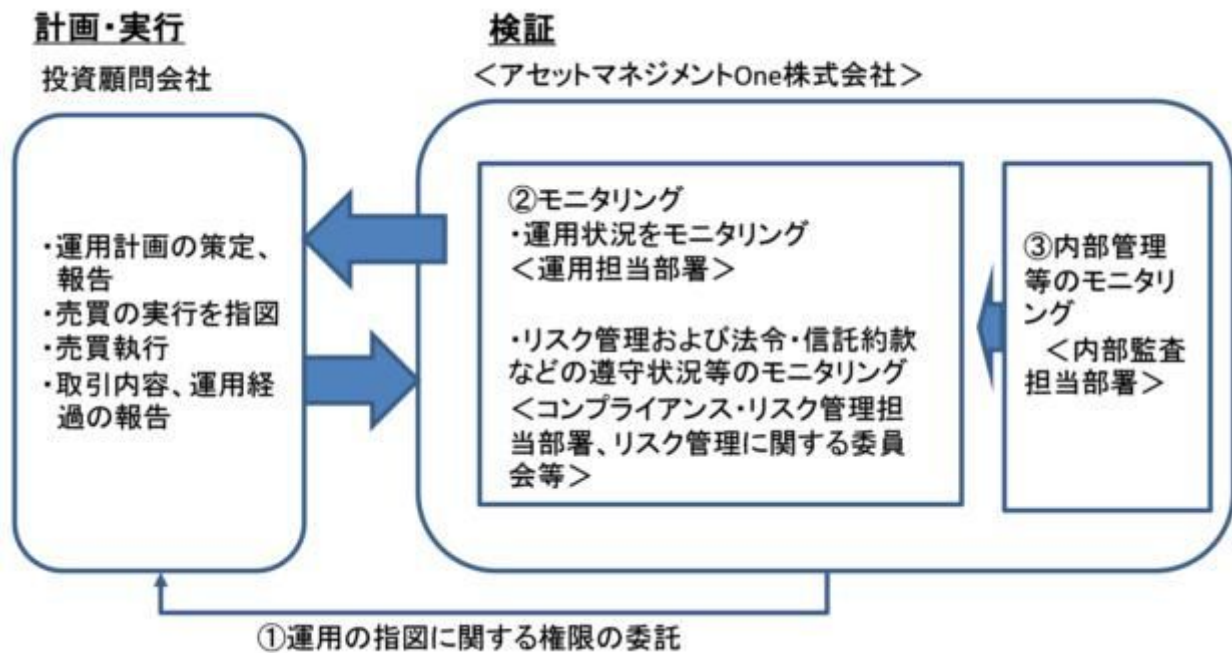 計画・実行
投資顧問会社
・運用計画の策定、
報告
・売買の実行を指図
・売買執行
・取引内容、運用経
過の報告
検証
＜アセットマネジメントOne株式会社＞
②モニタリング
・運用状況をモニタリング
＜運用担当部署＞
・リスク管理および法令・信託約款
などの遵守状況等のモニタリング
＜コンプライアンス・リスク管理担
当部署、リスク管理に関する委員
会等＞
③内部管理
等のモニタリ
ング
＜内部監査
担当部署＞
①運用の指図に関する権限の委託